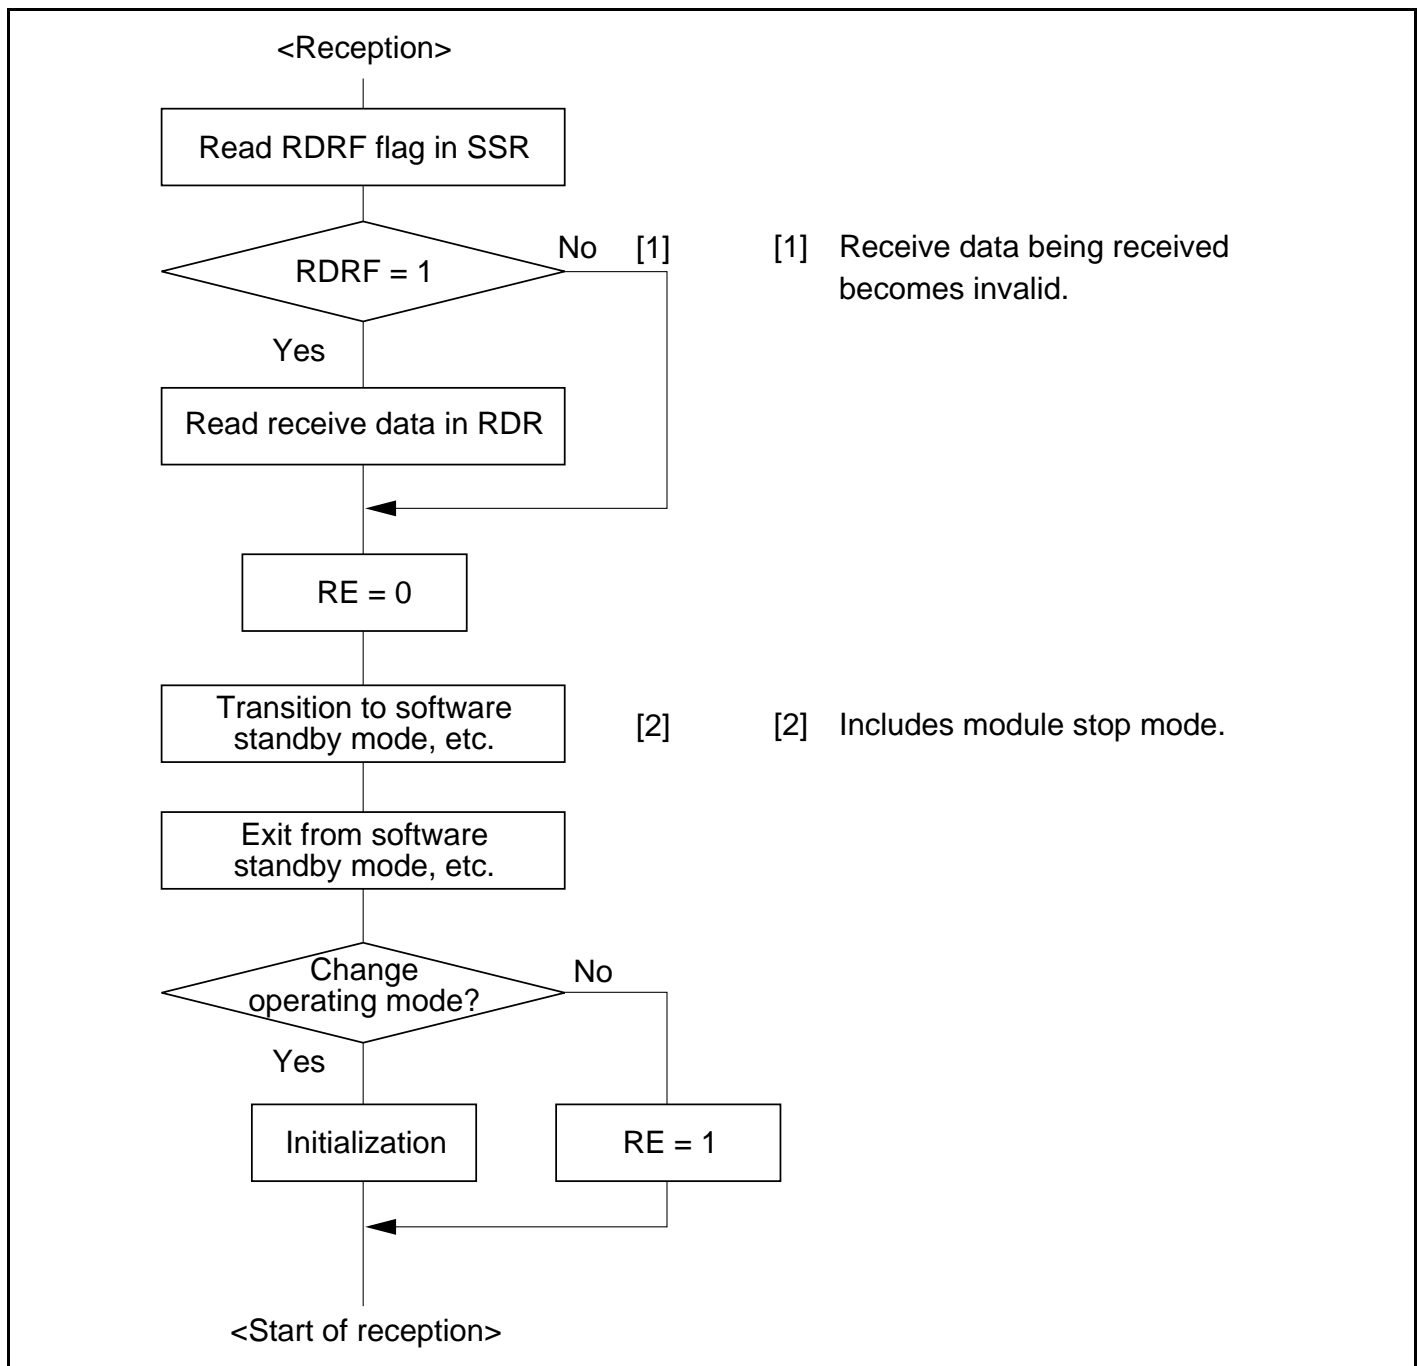 <Reception>
Read RDRF flag in SSR
RDRF = 1
No [1]
[1] Receive data being received
becomes invalid.
Yes
Read receive data in RDR
RE = 0
Transition to software
standby mode, etc.
[2]
[2] Includes module stop mode.
Exit from software
standby mode, etc.
Change
operating mode?
No
Yes
Initialization
RE = 1
<Start of reception>